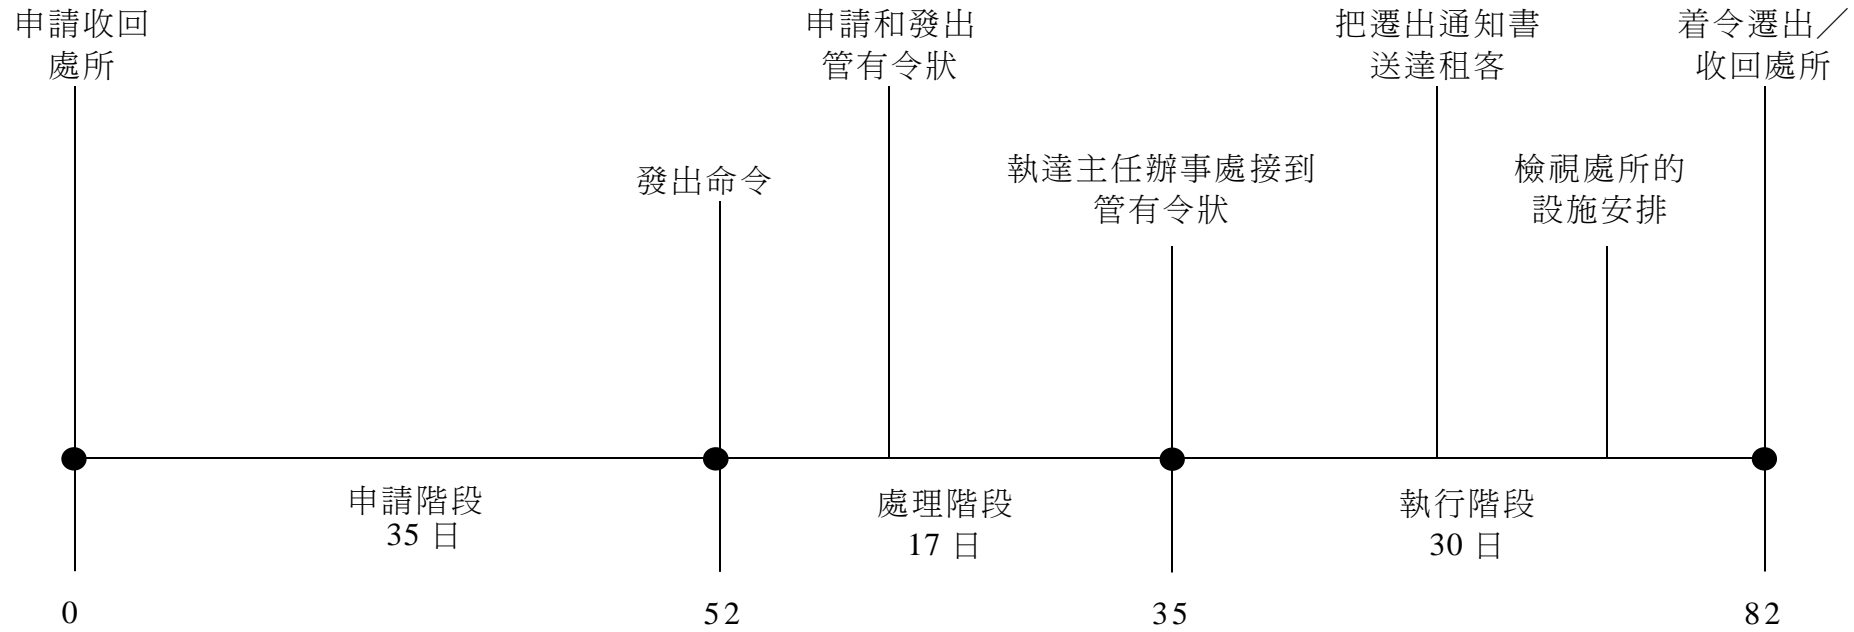 申請收回
處所
申請和發出
管有令狀
把遷出通知書
送達租客
着令遷出／
收回處所
發出命令
執達主任辦事處接到
管有令狀
檢視處所的
設施安排
申請階段
35 日
處理階段
17 日
執行階段
30 日
0
52
35
82